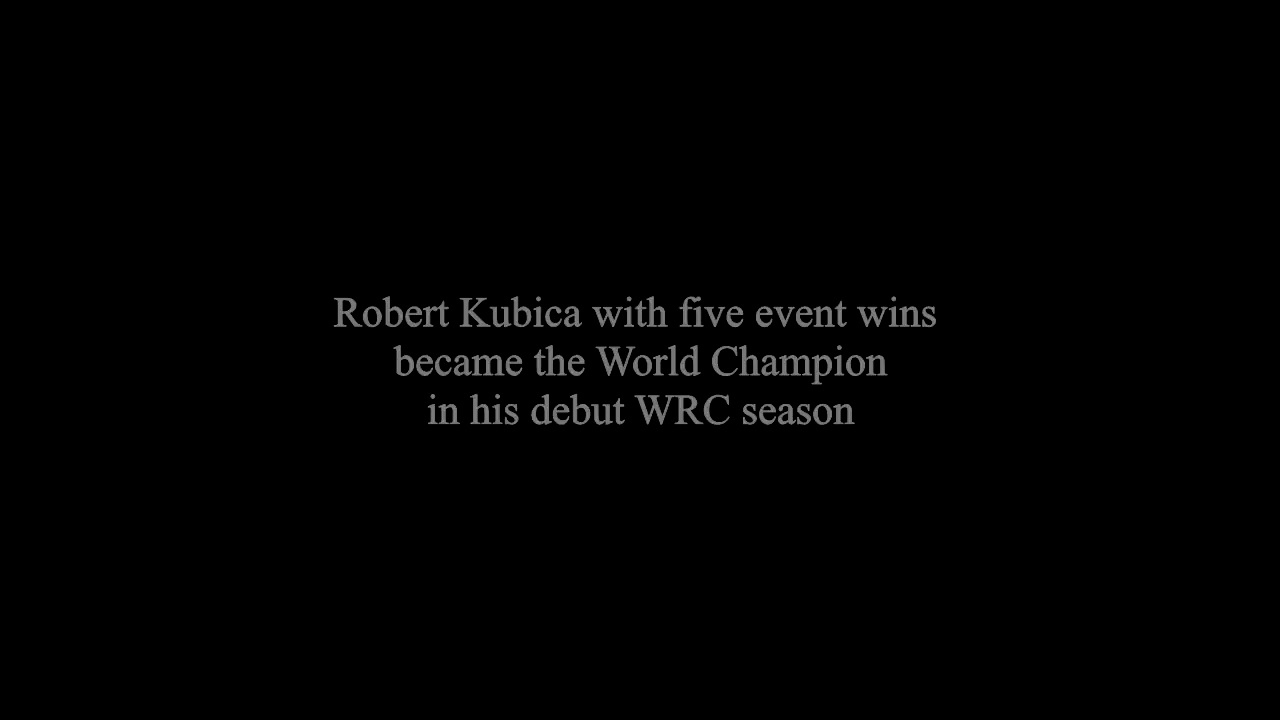 Robert Kubica with five event wins
became the World Champion
in his debut WRC season